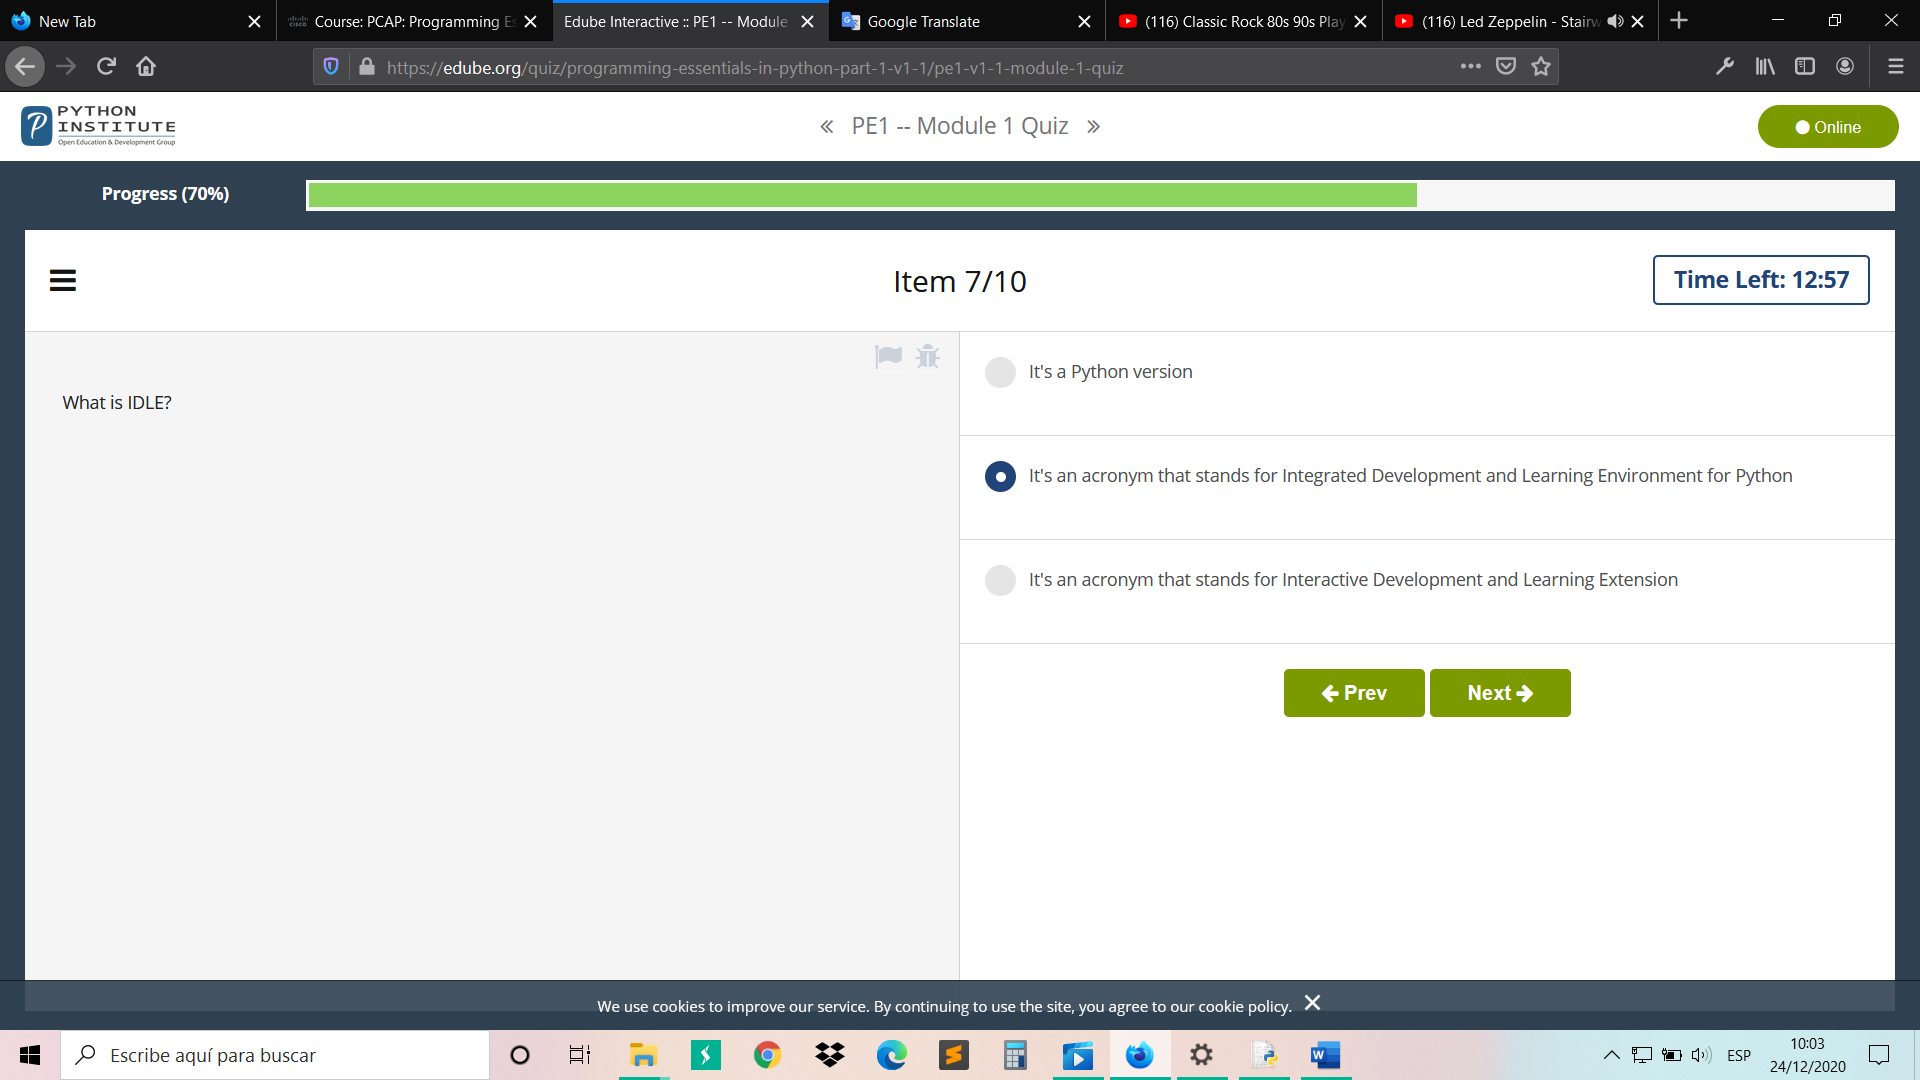 New Tab
Course: PCAP: Programming Es
Edube Interactive :: PE1 -- Module
Google Translate
(116) Classic Rock 80s 90s Play
(116) Led Zeppelin - Stairw
https://edube.org/quiz/programming-essentials-in-python-part-1-v1-1/pe1-v1-1-module-1-quiz
PYTHON
INSTITUTE
Open Education & Development Group
« PE1 -- Module 1 Quiz »
Online
Progress (70%)
Item 7/10
Time Left: 12:57
What is IDLE?
It's a Python version
It's an acronym that stands for Integrated Development and Learning Environment for Python
It's an acronym that stands for Interactive Development and Learning Extension
Prev
Next
We use cookies to improve our service. By continuing to use the site, you agree to our cookie policy.
Escribe aquí para buscar
ESP
10:03
24/12/2020